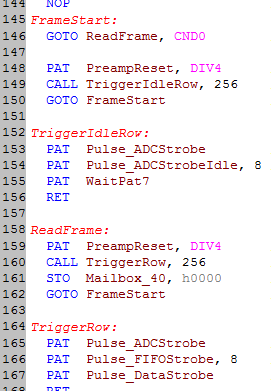 144 NOP
145 FrameStart:
146 GOTO ReadFrame, CND0
147
148 PAT PreampReset, DIV4
149 CALL TriggerIdleRow, 256
150 GOTO FrameStart
151
152 TriggerIdleRow:
153 PAT Pulse_ADCStrobe
154 PAT Pulse_ADCStrobeIdle, 8
155 PAT WaitPat7
156 RET
157
158 ReadFrame:
159 PAT PreampReset, DIV4
160 CALL TriggerRow, 256
161 STO Mailbox_40, h0000
162 GOTO FrameStart
163
164 TriggerRow:
165 PAT Pulse_ADCStrobe
166 PAT Pulse_FIFOStrobe, 8
167 PAT Pulse_DataStrobe
168 RET